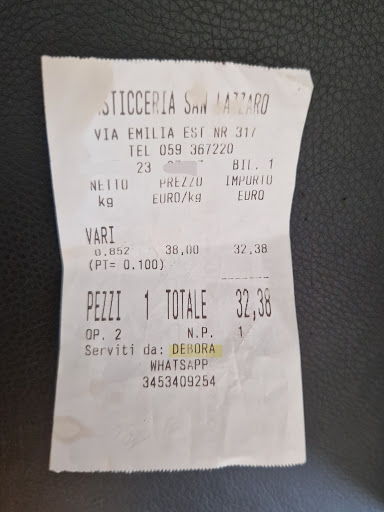 STICCERIA SAN LAZZARO
VIA EMILIA EST NR 317
TEL 059 367220
23 BIL. 1
NETTO PREZZO IMPORTO
kg EURO/kg EURO
VARI
0,852 38,00 32,38
(PT= 0.100)
PEZZI 1 TOTALE 32,38
OP. 2 N.P. 1
Serviti da: DEBORA
WHATSAPP
3453409254